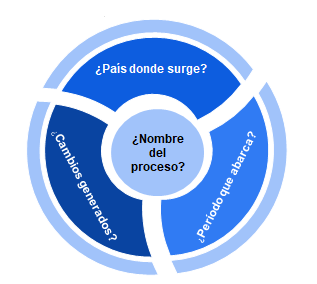 ¿País donde surge?
¿Nombre
del
proceso?
¿Cambios generados?
¿Período que abarca?